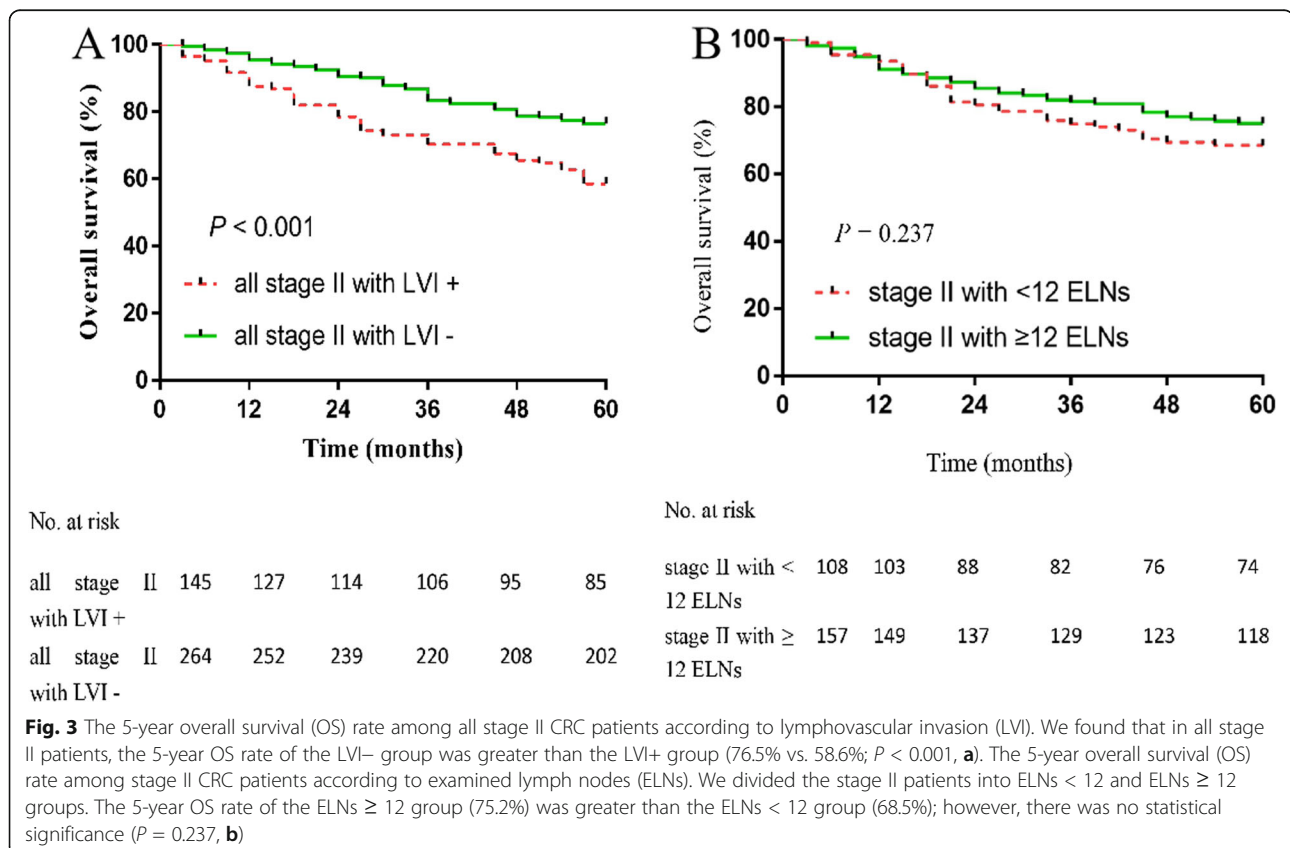 A
Overall survival (%)
100
80
60
40
20
0
P < 0.001
all stage II with LVI +
all stage II with LVI -
0 12 24 36 48 60
Time (months)
B
Overall survival (%)
100
80
60
40
20
0
P = 0.237
stage II with <12 ELNs
stage II with ≥12 ELNs
0 12 24 36 48 60
Time (months)
No. at risk
all stage II 145 127 114 106 95 85
with LVI +
all stage II 264 252 239 220 208 202
with LVI -
No. at risk
stage II with < 108 103 88 82 76 74
12 ELNs
stage II with ≥ 157 149 137 129 123 118
12 ELNs
Fig. 3 The 5-year overall survival (OS) rate among all stage II CRC patients according to lymphovascular invasion (LVI). We found that in all stage
II patients, the 5-year OS rate of the LVI− group was greater than the LVI+ group (76.5% vs. 58.6%; P < 0.001, a). The 5-year overall survival (OS)
rate among stage II CRC patients according to examined lymph nodes (ELNs). We divided the stage II patients into ELNs < 12 and ELNs ≥ 12
groups. The 5-year OS rate of the ELNs ≥ 12 group (75.2%) was greater than the ELNs < 12 group (68.5%); however, there was no statistical
significance (P = 0.237, b)